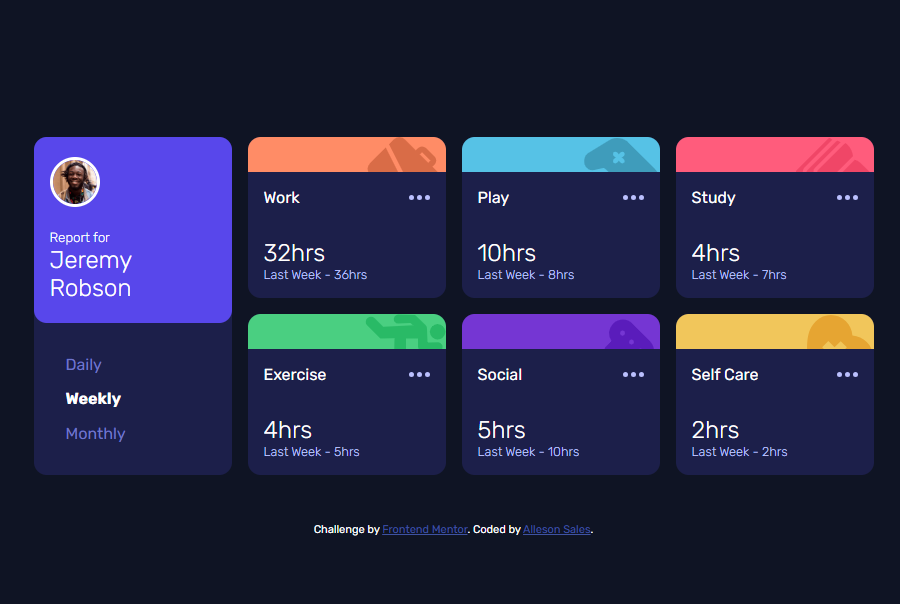 Report for
Jeremy
Robson
Daily
Weekly
Monthly
Work
32hrs
Last Week - 36hrs
Play
10hrs
Last Week - 8hrs
Study
4hrs
Last Week - 7hrs
Exercise
4hrs
Last Week - 5hrs
Social
5hrs
Last Week - 10hrs
Self Care
2hrs
Last Week - 2hrs
Challenge by Frontend Mentor. Coded by Alleson Sales.